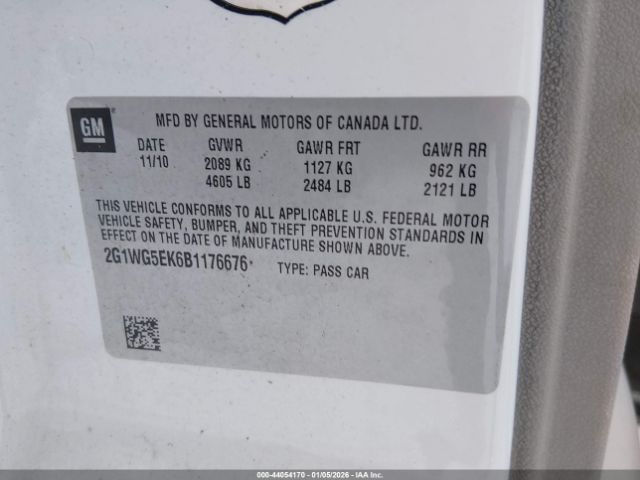 GM
MFD BY GENERAL MOTORS OF CANADA LTD.
DATE GVWR GAWR FRT GAWR RR
11/10 2089 KG 1127 KG 962 KG
4605 LB 2484 LB 2121 LB
THIS VEHICLE CONFORMS TO ALL APPLICABLE U.S. FEDERAL MOTOR
VEHICLE SAFETY, BUMPER, AND THEFT PREVENTION STANDARDS IN
EFFECT ON THE DATE OF MANUFACTURE SHOWN ABOVE.
2G1WG5EK6B1176676* TYPE: PASS CAR
000-44054170 - 01/05/2026 - IAAI.com